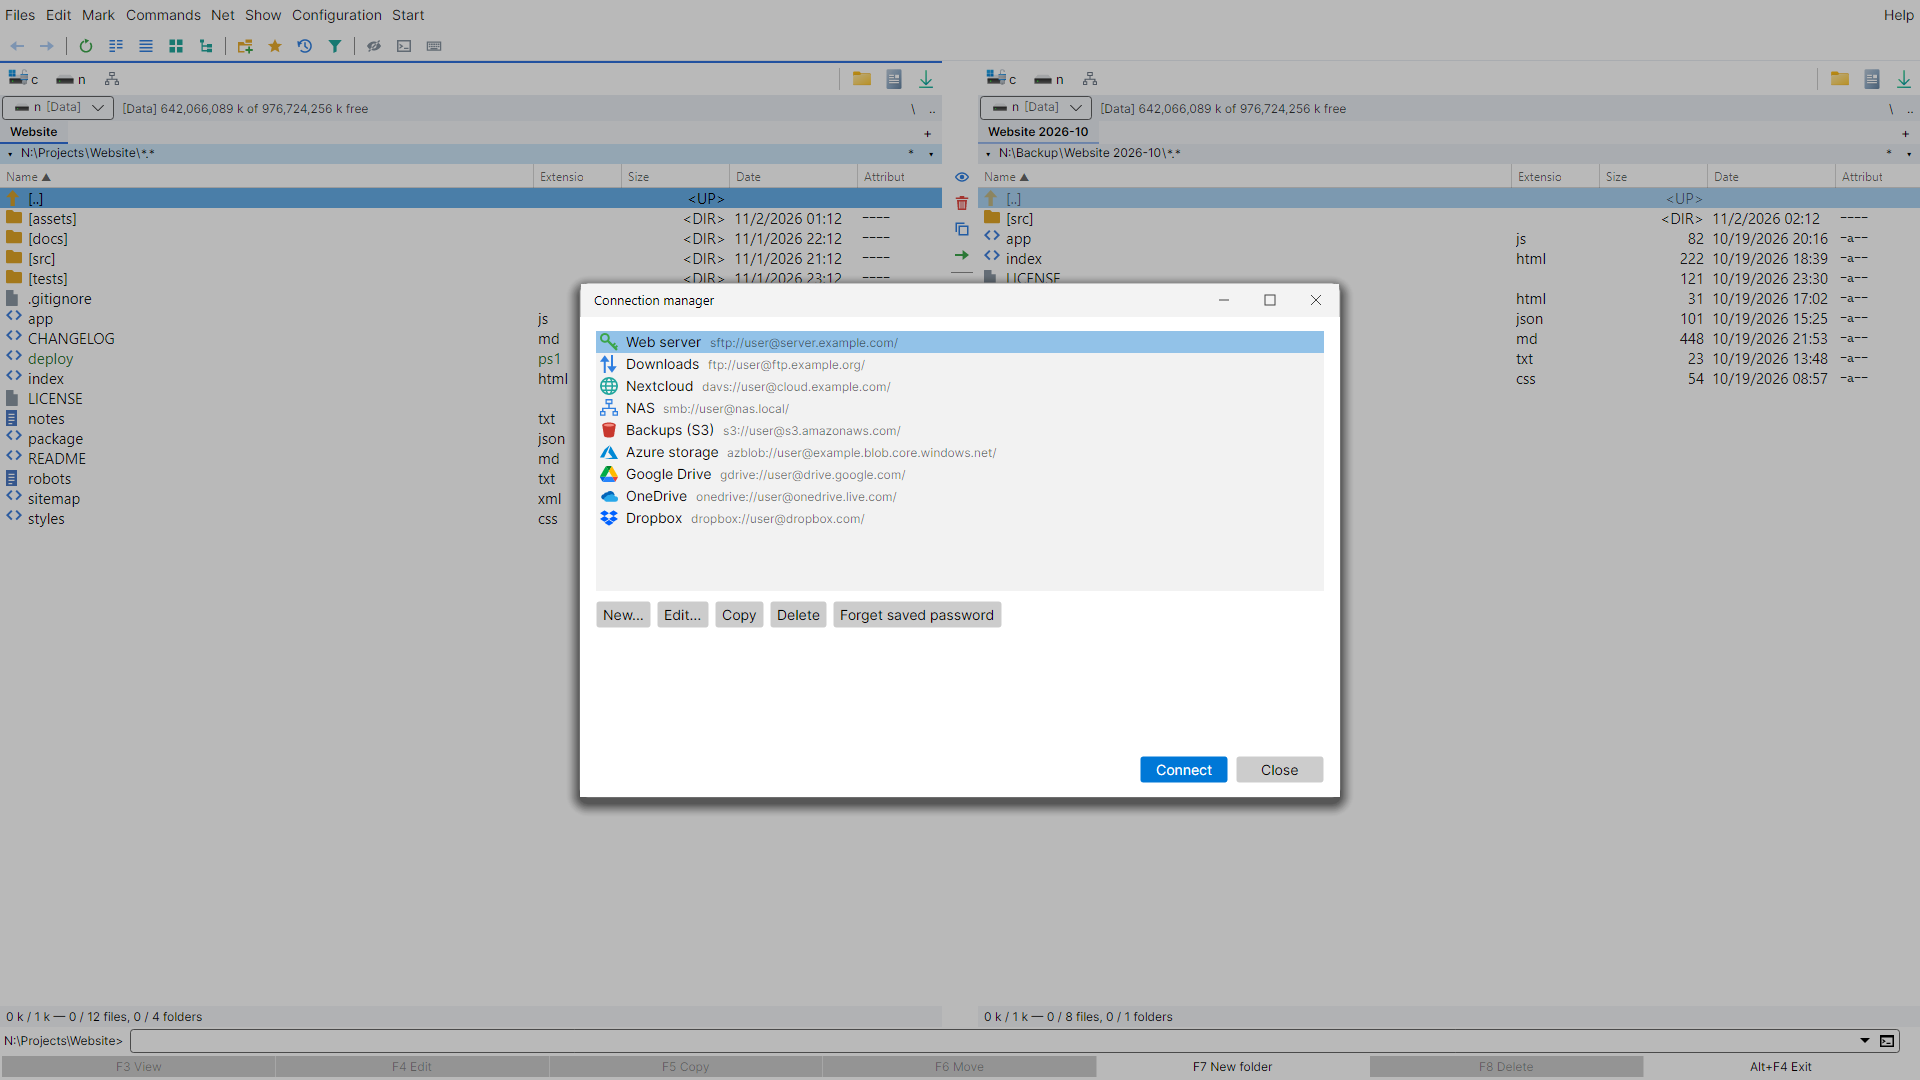 Files Edit Mark Commands Net Show Configuration Start Help
c n
c n
n [Data] [Data] 642,066,089 k of 976,724,256 k free \ ..
n [Data] [Data] 642,066,089 k of 976,724,256 k free \ ..
Website +
Website 2026-10 +
N:\Projects\Website\*.* *
N:\Backup\Website 2026-10\*.* *
Name Extensio Size Date Attribut
[..] <UP>
[assets] <DIR> 11/2/2026 01:12 ----
[docs] <DIR> 11/1/2026 22:12 ----
[src] <DIR> 11/1/2026 21:12 ----
[tests] <DIR> 11/1/2026 23:12 ----
.gitignore
app js
CHANGELOG md
deploy ps1
index html
LICENSE
notes txt
package json
README md
robots txt
sitemap xml
styles css
Name Extensio Size Date Attribut
[..] <UP>
[src] <DIR> 11/2/2026 02:12 ----
app js 82 10/19/2026 20:16 -a--
index html 222 10/19/2026 18:39 -a--
LICENSE 121 10/19/2026 23:30 -a--
html 31 10/19/2026 17:02 -a--
json 101 10/19/2026 15:25 -a--
md 448 10/19/2026 21:53 -a--
txt 23 10/19/2026 13:48 -a--
css 54 10/19/2026 08:57 -a--
Connection manager
Web server sftp://user@server.example.com/
Downloads ftp://user@ftp.example.org/
Nextcloud davs://user@cloud.example.com/
NAS smb://user@nas.local/
Backups (S3) s3://user@s3.amazonaws.com/
Azure storage azblob://user@example.blob.core.windows.net/
Google Drive gdrive://user@drive.google.com/
OneDrive onedrive://user@onedrive.live.com/
Dropbox dropbox://user@dropbox.com/
New... Edit... Copy Delete Forget saved password
Connect Close
0 k / 1 k — 0 / 12 files, 0 / 4 folders
0 k / 1 k — 0 / 8 files, 0 / 1 folders
N:\Projects\Website>
F3 View F4 Edit F5 Copy F6 Move F7 New folder F8 Delete Alt+F4 Exit